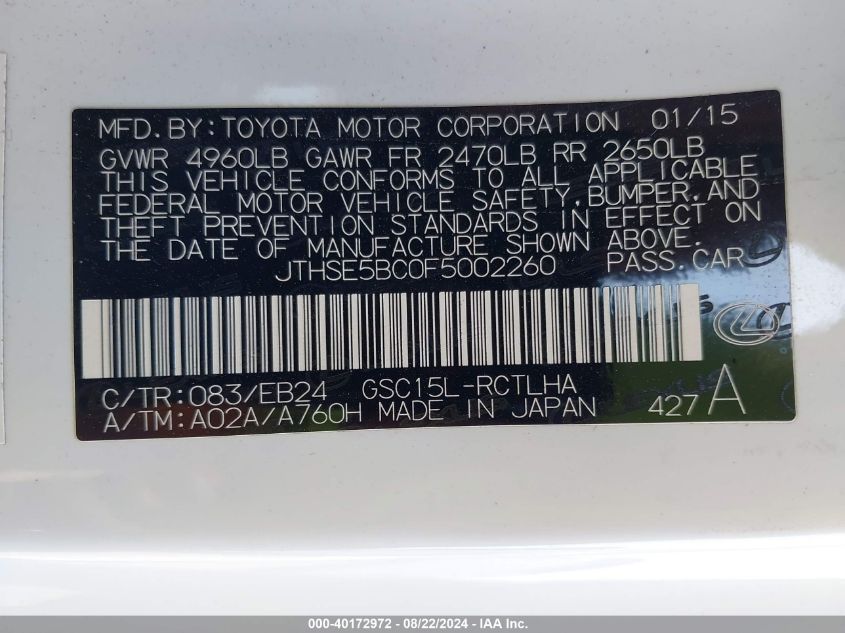 MFD. BY: TOYOTA MOTOR CORPORATION 01/15
GVWR 4960LB GAWR FR 2470LB RR 2650LB
THIS VEHICLE CONFORMS TO ALL APPLICABLE
FEDERAL MOTOR VEHICLE SAFETY, BUMPER, AND
THEFT PREVENTION STANDARDS IN EFFECT ON
THE DATE OF MANUFACTURE SHOWN ABOVE.
JTHSE5BC0F5002260 PASS. CAR
C/TR: 083/EB24 GSC15L-RCTLHA
A/TM: A02A/A760H MADE IN JAPAN 427 A
000-40172972 - 08/22/2024 - IAA Inc.